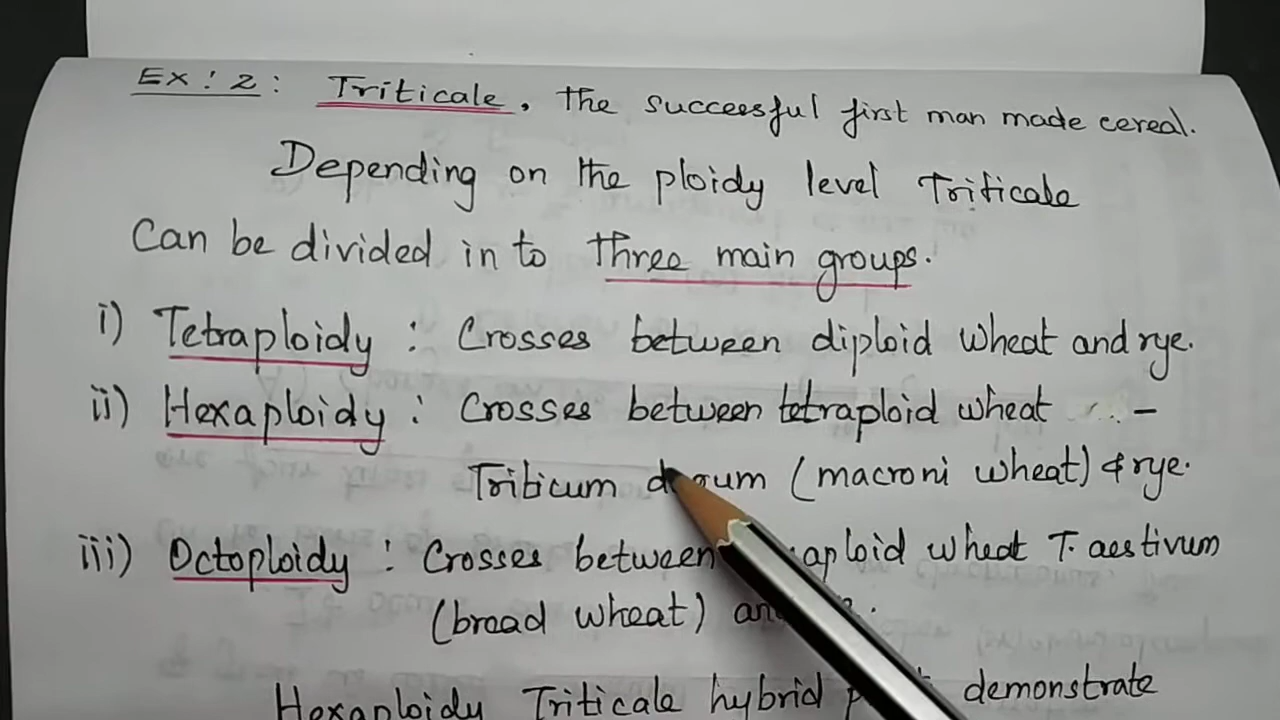 Ex: 2: Triticale, the successful first man made cereal.
Depending on the ploidy level Triticale
Can be divided in to three main groups.
i) Tetraploidy : Crosses between diploid wheat and rye.
ii) Hexaploidy : Crosses between tetraploid wheat -
Triticum (macroni wheat) & rye.
iii) Octoploidy : Crosses between wheat T. aestivum
(bread wheat)
Hexaploidy Triticale hybrid demonstrate